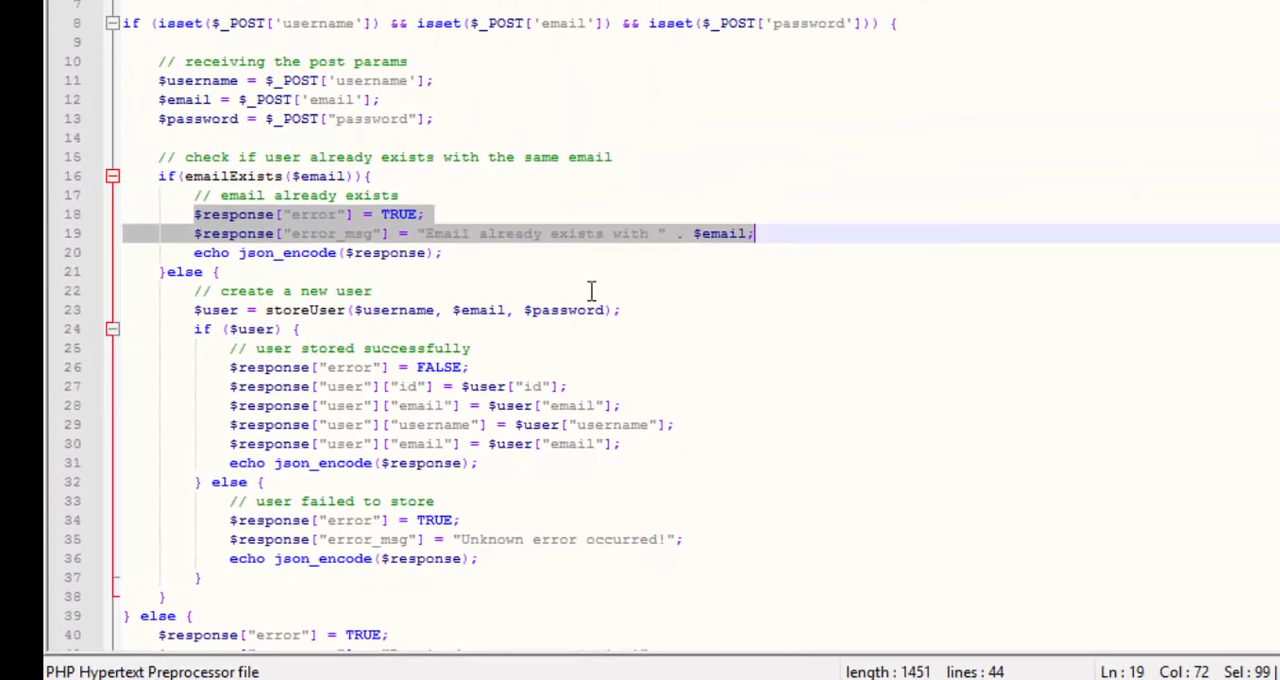 7
8 if (isset($_POST['username']) && isset($_POST['email']) && isset($_POST['password'])) {
9
10 // receiving the post params
11 $username = $_POST['username'];
12 $email = $_POST['email'];
13 $password = $_POST["password"];
14
15 // check if user already exists with the same email
16 if(emailExists($email)){
17 // email already exists
18 $response["error"] = TRUE;
19 $response["error_msg"] = "Email already exists with " . $email;
20 echo json_encode($response);
21 }else {
22 // create a new user
23 $user = storeUser($username, $email, $password);
24 if ($user) {
25 // user stored successfully
26 $response["error"] = FALSE;
27 $response["user"]["id"] = $user["id"];
28 $response["user"]["email"] = $user["email"];
29 $response["user"]["username"] = $user["username"];
30 $response["user"]["email"] = $user["email"];
31 echo json_encode($response);
32 } else {
33 // user failed to store
34 $response["error"] = TRUE;
35 $response["error_msg"] = "Unknown error occurred!";
36 echo json_encode($response);
37 }
38 }
39 } else {
40 $response["error"] = TRUE;
PHP Hypertext Preprocessor file length : 1451 lines : 44 Ln : 19 Col : 72 Sel : 99 |